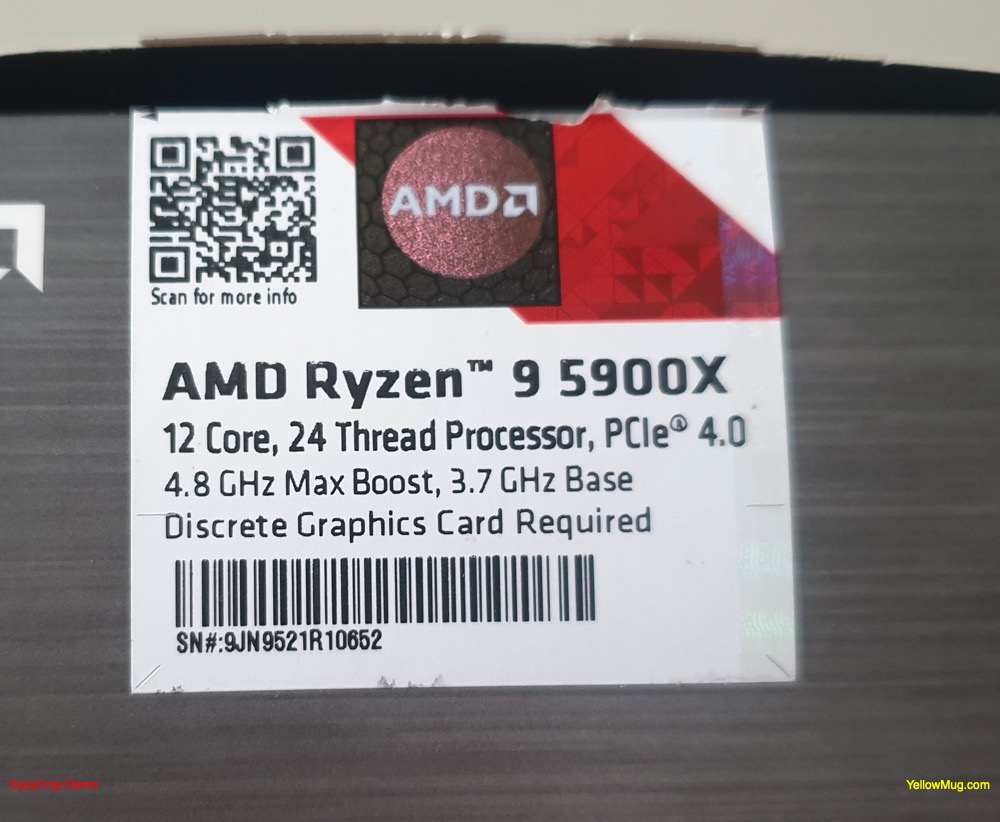 AMD
Scan for more info
AMD Ryzen™ 9 5900X
12 Core, 24 Thread Processor, PCIe® 4.0
4.8 GHz Max Boost, 3.7 GHz Base
Discrete Graphics Card Required
SN#:9JN9521R10652
EasyCrop Demo
YellowMug.com